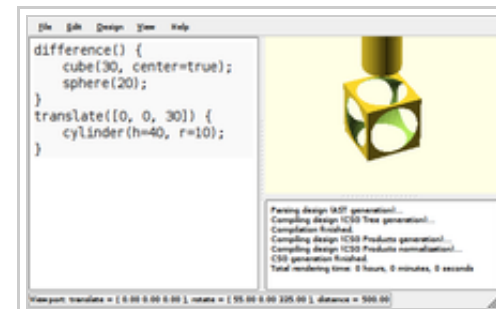 File Edit Design View Help
difference() {
cube(30, center=true);
sphere(20);
}
translate([0, 0, 30]) {
cylinder(h=40, r=10);
}
Parsing design (AST generation)...
Compiling design (CSG Tree generation)...
Compilation finished.
Compiling design (CSG Products generation)...
Compiling design (CSG Products normalization)...
CSG generation finished.
Total rendering time: 0 hours, 0 minutes, 0 seconds
Viewport: translate = [ 0.00 0.00 0.00 ], rotate = [ 55.00 0.00 225.00 ], distance = 500.00